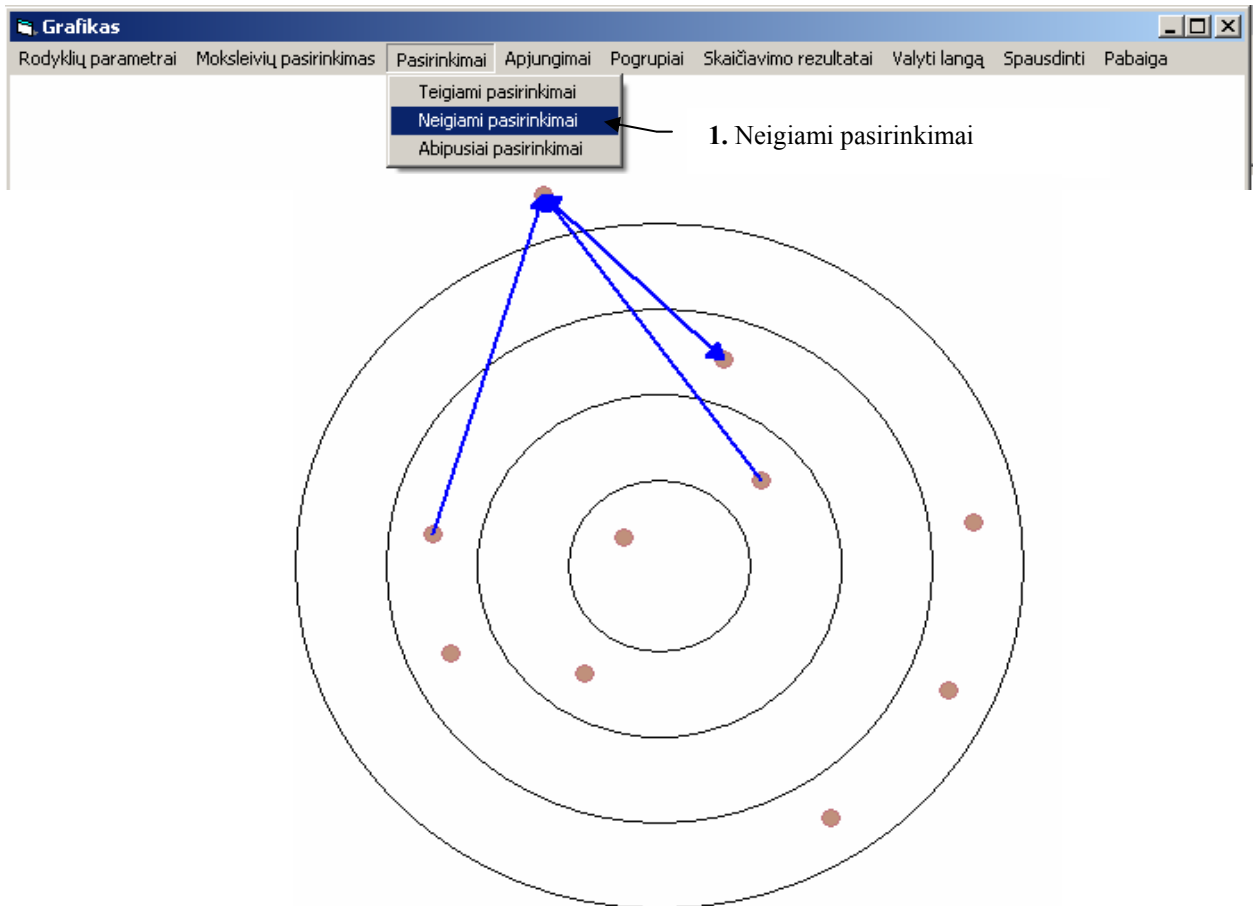 Grafikas
Rodyklių parametrai Moksleivių pasirinkimas Pasirinkimai Apjungimai Pogrupiai Skaičiavimo rezultatai Valyti langą Spausdinti Pabaiga
Teigiami pasirinkimai
Neigiami pasirinkimai
Abipusiai pasirinkimai
1. Neigiami pasirinkimai